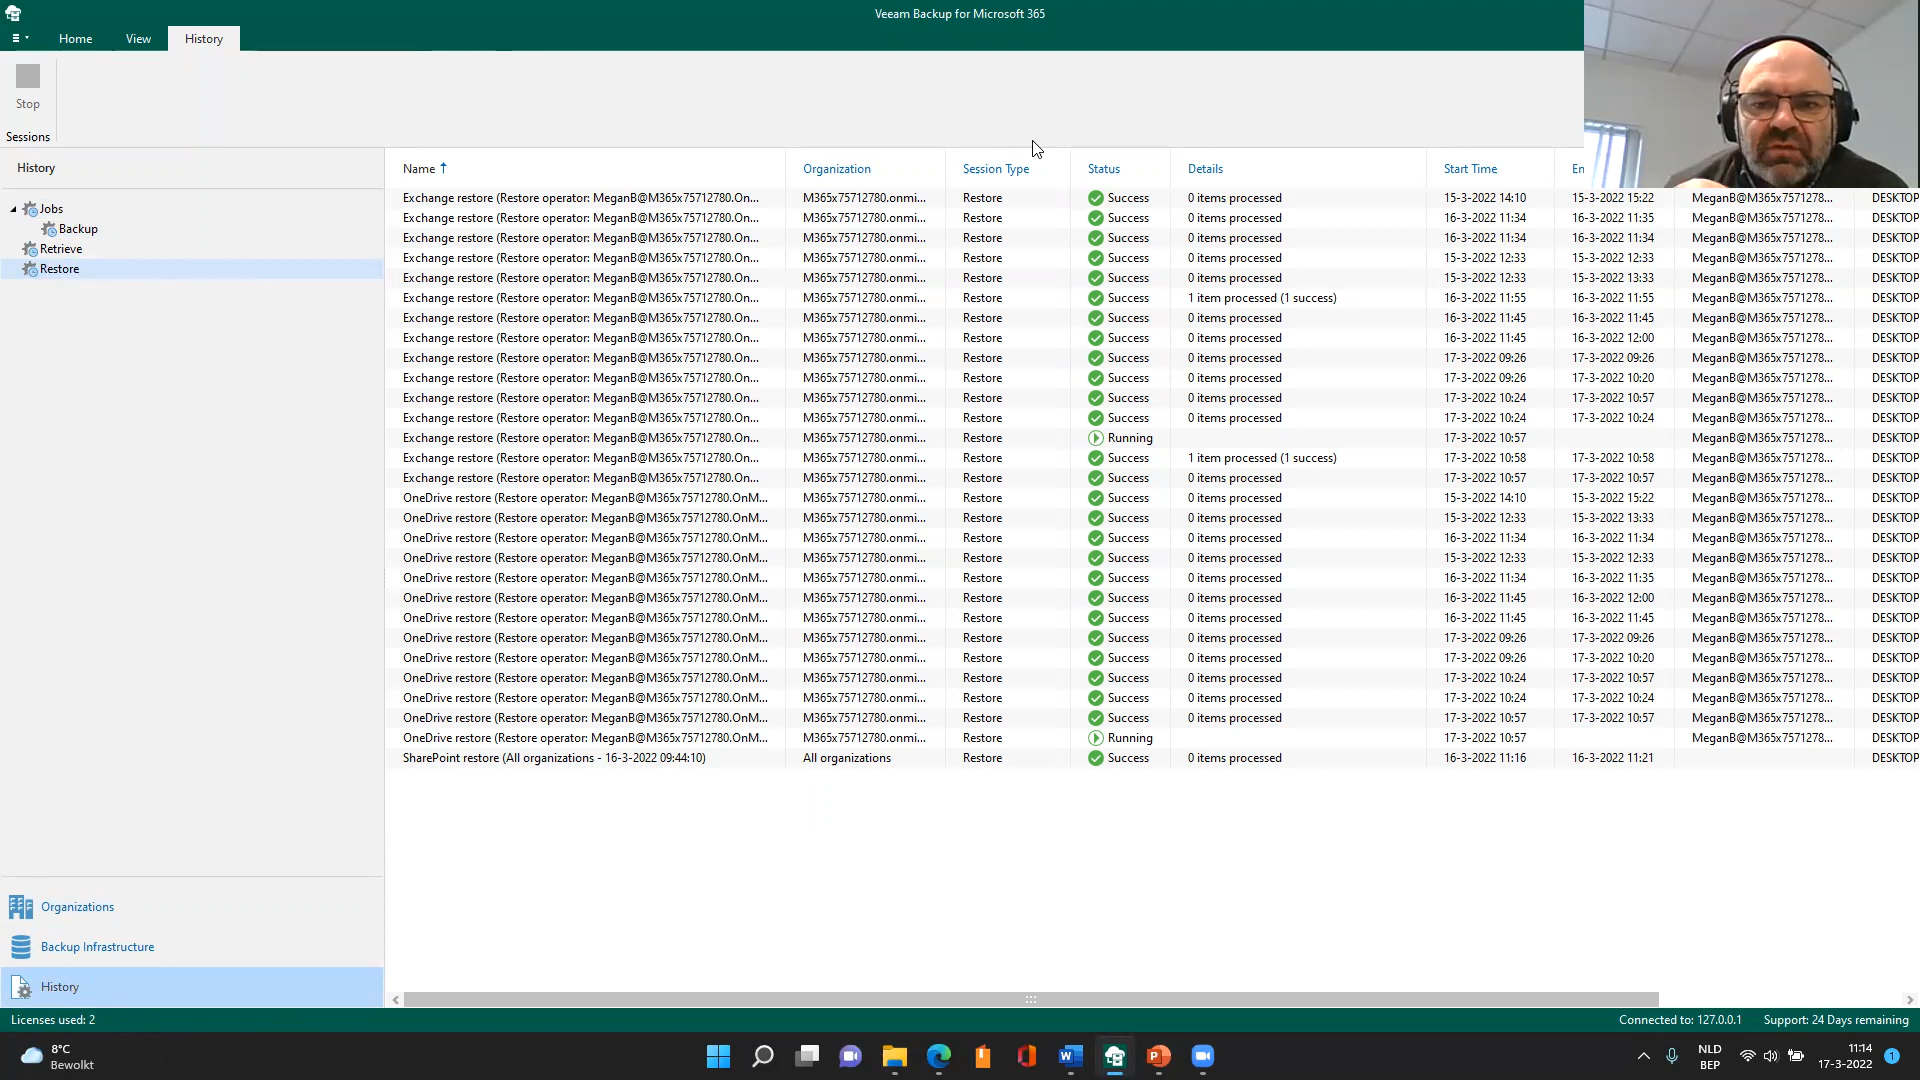 Veeam Backup for Microsoft 365
Home View History
Stop
Sessions
History
Jobs
Backup
Retrieve
Restore
Name Organization Session Type Status Details Start Time En
Exchange restore (Restore operator: MeganB@M365x75712780.On... M365x75712780.onmi... Restore Success 0 items processed 15-3-2022 14:10 15-3-2022 15:22 MeganB@M365x7571278... DESKTOP
Exchange restore (Restore operator: MeganB@M365x75712780.On... M365x75712780.onmi... Restore Success 0 items processed 16-3-2022 11:34 16-3-2022 11:35 MeganB@M365x7571278... DESKTOP
Exchange restore (Restore operator: MeganB@M365x75712780.On... M365x75712780.onmi... Restore Success 0 items processed 16-3-2022 11:34 16-3-2022 11:34 MeganB@M365x7571278... DESKTOP
Exchange restore (Restore operator: MeganB@M365x75712780.On... M365x75712780.onmi... Restore Success 0 items processed 15-3-2022 12:33 15-3-2022 12:33 MeganB@M365x7571278... DESKTOP
Exchange restore (Restore operator: MeganB@M365x75712780.On... M365x75712780.onmi... Restore Success 0 items processed 15-3-2022 12:33 15-3-2022 13:33 MeganB@M365x7571278... DESKTOP
Exchange restore (Restore operator: MeganB@M365x75712780.On... M365x75712780.onmi... Restore Success 1 item processed (1 success) 16-3-2022 11:55 16-3-2022 11:55 MeganB@M365x7571278... DESKTOP
Exchange restore (Restore operator: MeganB@M365x75712780.On... M365x75712780.onmi... Restore Success 0 items processed 16-3-2022 11:45 16-3-2022 11:45 MeganB@M365x7571278... DESKTOP
Exchange restore (Restore operator: MeganB@M365x75712780.On... M365x75712780.onmi... Restore Success 0 items processed 16-3-2022 11:45 16-3-2022 12:00 MeganB@M365x7571278... DESKTOP
Exchange restore (Restore operator: MeganB@M365x75712780.On... M365x75712780.onmi... Restore Success 0 items processed 17-3-2022 09:26 17-3-2022 09:26 MeganB@M365x7571278... DESKTOP
Exchange restore (Restore operator: MeganB@M365x75712780.On... M365x75712780.onmi... Restore Success 0 items processed 17-3-2022 09:26 17-3-2022 10:20 MeganB@M365x7571278... DESKTOP
Exchange restore (Restore operator: MeganB@M365x75712780.On... M365x75712780.onmi... Restore Success 0 items processed 17-3-2022 10:24 17-3-2022 10:57 MeganB@M365x7571278... DESKTOP
Exchange restore (Restore operator: MeganB@M365x75712780.On... M365x75712780.onmi... Restore Success 0 items processed 17-3-2022 10:24 17-3-2022 10:24 MeganB@M365x7571278... DESKTOP
Exchange restore (Restore operator: MeganB@M365x75712780.On... M365x75712780.onmi... Restore Running 17-3-2022 10:57 MeganB@M365x7571278... DESKTOP
Exchange restore (Restore operator: MeganB@M365x75712780.On... M365x75712780.onmi... Restore Success 1 item processed (1 success) 17-3-2022 10:58 17-3-2022 10:58 MeganB@M365x7571278... DESKTOP
Exchange restore (Restore operator: MeganB@M365x75712780.On... M365x75712780.onmi... Restore Success 0 items processed 17-3-2022 10:57 17-3-2022 10:57 MeganB@M365x7571278... DESKTOP
OneDrive restore (Restore operator: MeganB@M365x75712780.OnM... M365x75712780.onmi... Restore Success 0 items processed 15-3-2022 14:10 15-3-2022 15:22 MeganB@M365x7571278... DESKTOP
OneDrive restore (Restore operator: MeganB@M365x75712780.OnM... M365x75712780.onmi... Restore Success 0 items processed 15-3-2022 12:33 15-3-2022 13:33 MeganB@M365x7571278... DESKTOP
OneDrive restore (Restore operator: MeganB@M365x75712780.OnM... M365x75712780.onmi... Restore Success 0 items processed 16-3-2022 11:34 16-3-2022 11:34 MeganB@M365x7571278... DESKTOP
OneDrive restore (Restore operator: MeganB@M365x75712780.OnM... M365x75712780.onmi... Restore Success 0 items processed 15-3-2022 12:33 15-3-2022 12:33 MeganB@M365x7571278... DESKTOP
OneDrive restore (Restore operator: MeganB@M365x75712780.OnM... M365x75712780.onmi... Restore Success 0 items processed 16-3-2022 11:34 16-3-2022 11:35 MeganB@M365x7571278... DESKTOP
OneDrive restore (Restore operator: MeganB@M365x75712780.OnM... M365x75712780.onmi... Restore Success 0 items processed 16-3-2022 11:45 16-3-2022 12:00 MeganB@M365x7571278... DESKTOP
OneDrive restore (Restore operator: MeganB@M365x75712780.OnM... M365x75712780.onmi... Restore Success 0 items processed 16-3-2022 11:45 16-3-2022 11:45 MeganB@M365x7571278... DESKTOP
OneDrive restore (Restore operator: MeganB@M365x75712780.OnM... M365x75712780.onmi... Restore Success 0 items processed 17-3-2022 09:26 17-3-2022 09:26 MeganB@M365x7571278... DESKTOP
OneDrive restore (Restore operator: MeganB@M365x75712780.OnM... M365x75712780.onmi... Restore Success 0 items processed 17-3-2022 09:26 17-3-2022 10:20 MeganB@M365x7571278... DESKTOP
OneDrive restore (Restore operator: MeganB@M365x75712780.OnM... M365x75712780.onmi... Restore Success 0 items processed 17-3-2022 10:24 17-3-2022 10:57 MeganB@M365x7571278... DESKTOP
OneDrive restore (Restore operator: MeganB@M365x75712780.OnM... M365x75712780.onmi... Restore Success 0 items processed 17-3-2022 10:24 17-3-2022 10:24 MeganB@M365x7571278... DESKTOP
OneDrive restore (Restore operator: MeganB@M365x75712780.OnM... M365x75712780.onmi... Restore Success 0 items processed 17-3-2022 10:57 17-3-2022 10:57 MeganB@M365x7571278... DESKTOP
OneDrive restore (Restore operator: MeganB@M365x75712780.OnM... M365x75712780.onmi... Restore Running 17-3-2022 10:57 MeganB@M365x7571278... DESKTOP
SharePoint restore (All organizations - 16-3-2022 09:44:10) All organizations Restore Success 0 items processed 16-3-2022 11:16 16-3-2022 11:21 DESKTOP
Organizations
Backup Infrastructure
History
Licenses used: 2 Connected to: 127.0.0.1 Support: 24 Days remaining
8°C
Bewolkt
NLD
BEP
11:14
17-3-2022
1